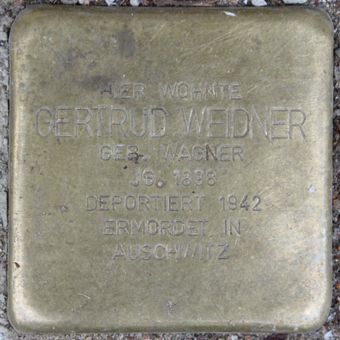 HIER WOHNTE
GERTRUD WEIDNER
GEB. WAGNER
JG. 1898
DEPORTIERT 1942
ERMORDET IN
AUSCHWITZ